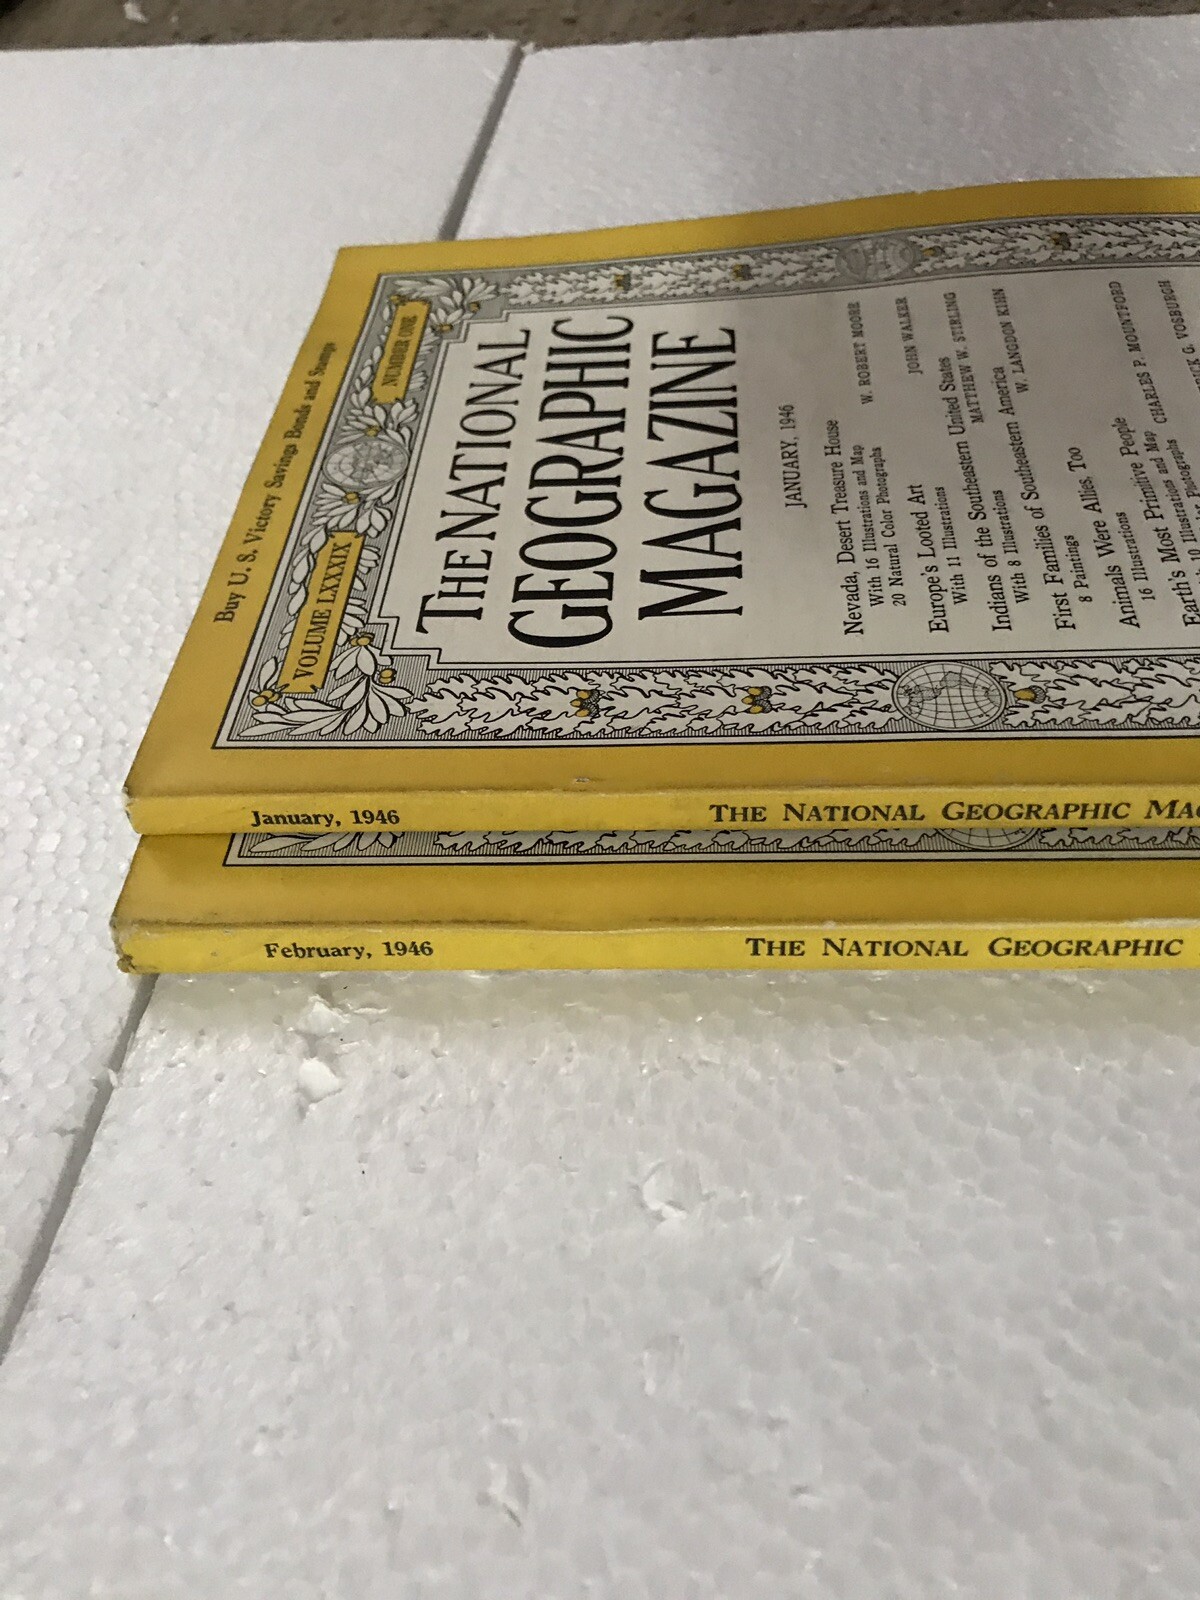 Buy U. S. Victory Savings Bonds and Stamps
VOLUME LXXXIX
NUMBER ONE
THE NATIONAL
GEOGRAPHIC
MAGAZINE
JANUARY, 1946
Nevada, Desert Treasure House
With 16 Illustrations and Map
W. ROBERT MOORE
20 Natural Color Photographs
Europe's Looted Art
JOHN WALKER
With 11 Illustrations
Indians of the Southeastern United States
With 8 Illustrations
MATTHEW W. STIRLING
First Families of Southeastern America
8 Paintings
W. LANGDON KIHN
Animals Were Allies, Too
16 Illustrations
Earth's Most Primitive People
10 Illustrations and Map
CHARLES P. MOUNTFORD
Photographs
G. VOSBURGH
January, 1946
THE NATIONAL GEOGRAPHIC
February, 1946
THE NATIONAL GEOGRAPHIC